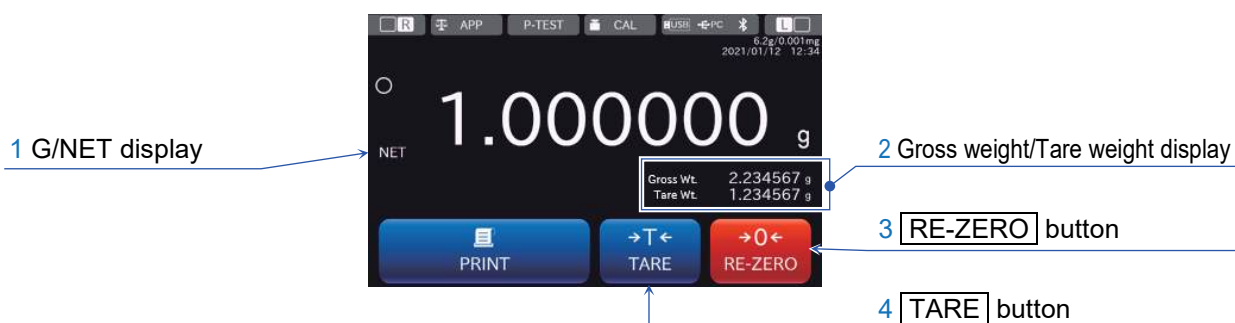 R APP P-TEST CAL USB PC L
6.2g/0.001mg
2021/01/12 12:34
1.000000 g
NET
1 G/NET display
2 Gross weight/Tare weight display
Gross Wt. 2.234567 g
Tare Wt. 1.234567 g
→T← →0←
PRINT TARE RE-ZERO
3 RE-ZERO button
4 TARE button